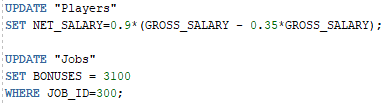 UPDATE "Players"
SET NET_SALARY=0.9*(GROSS_SALARY - 0.35*GROSS_SALARY);
UPDATE "Jobs"
SET BONUSES = 3100
WHERE JOB_ID=300;